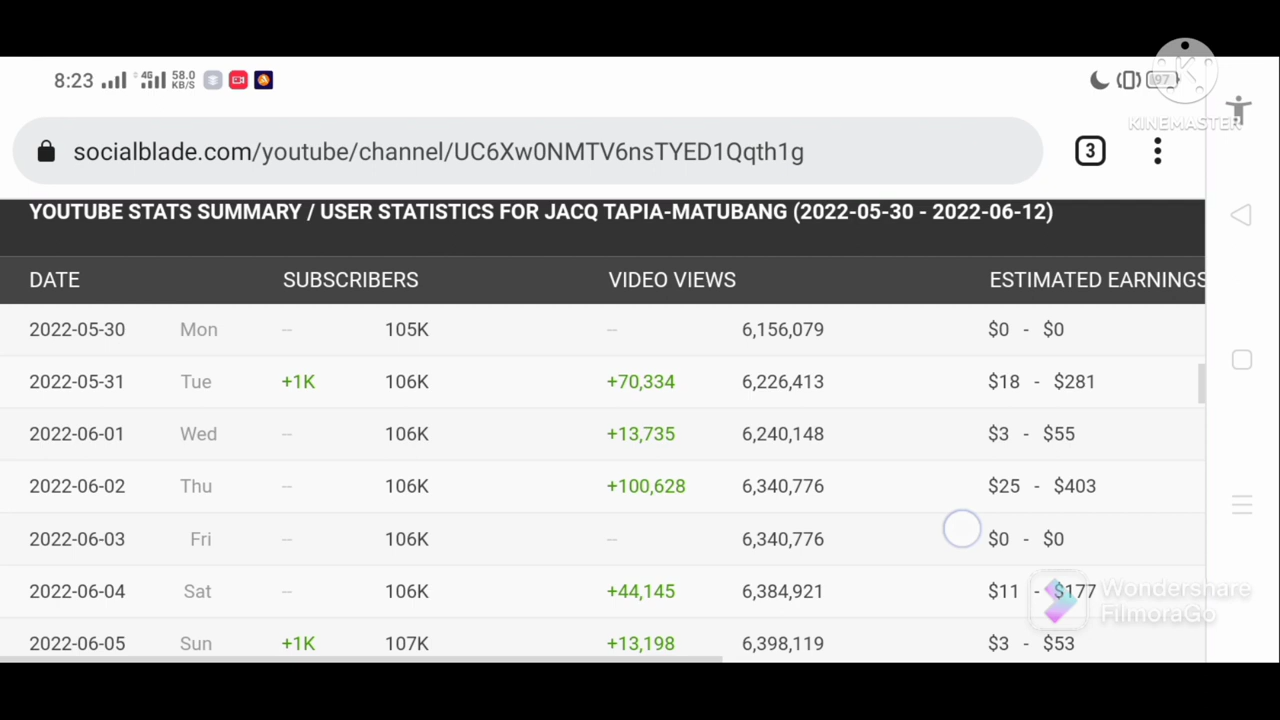 8:23 4G 58.0 KB/S 97
KINEMASTER
socialblade.com/youtube/channel/UC6Xw0NMTV6nsTYED1Qqth1g 3
YOUTUBE STATS SUMMARY / USER STATISTICS FOR JACQ TAPIA-MATUBANG (2022-05-30 - 2022-06-12)
DATE SUBSCRIBERS VIDEO VIEWS ESTIMATED EARNINGS
2022-05-30 Mon -- 105K -- 6,156,079 $0 - $0
2022-05-31 Tue +1K 106K +70,334 6,226,413 $18 - $281
2022-06-01 Wed -- 106K +13,735 6,240,148 $3 - $55
2022-06-02 Thu -- 106K +100,628 6,340,776 $25 - $403
2022-06-03 Fri -- 106K -- 6,340,776 $0 - $0
2022-06-04 Sat -- 106K +44,145 6,384,921 $11 - $177
Wondershare
FilmoraGo
2022-06-05 Sun +1K 107K +13,198 6,398,119 $3 - $53